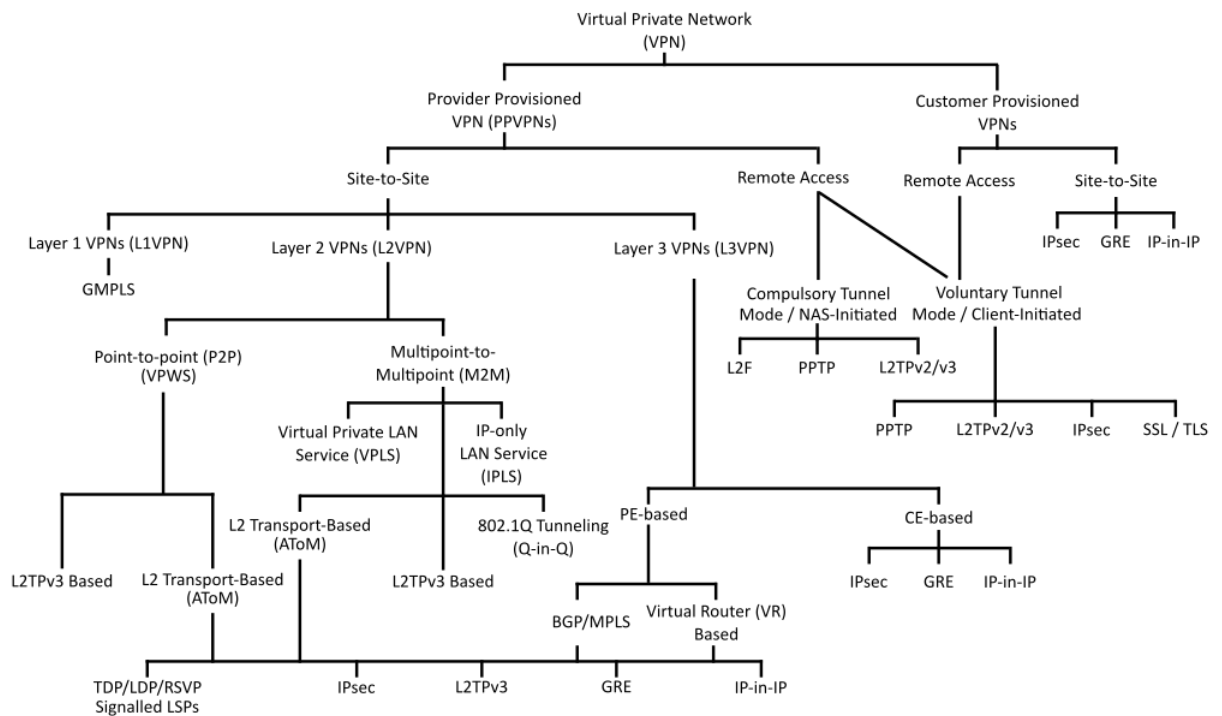 Virtual Private Network
(VPN)
Provider Provisioned
VPN (PPVPNs)
Customer Provisioned
VPNs
Site-to-Site
Remote Access
Remote Access
Site-to-Site
IPsec
GRE
IP-in-IP
Layer 1 VPNs (L1VPN)
Layer 2 VPNs (L2VPN)
Layer 3 VPNs (L3VPN)
GMPLS
Compulsory Tunnel
Mode / NAS-Initiated
Voluntary Tunnel
Mode / Client-Initiated
Point-to-point (P2P)
(VPWS)
Multipoint-to-
Multipoint (M2M)
L2F
PPTP
L2TPv2/v3
Virtual Private LAN
Service (VPLS)
IP-only
LAN Service
(IPLS)
PPTP
L2TPv2/v3
IPsec
SSL / TLS
L2 Transport-Based
(AToM)
802.1Q Tunneling
(Q-in-Q)
PE-based
CE-based
L2TPv3 Based
L2 Transport-Based
(AToM)
L2TPv3 Based
IPsec
GRE
IP-in-IP
BGP/MPLS
Virtual Router (VR)
Based
TDP/LDP/RSVP
Signalled LSPs
IPsec
L2TPv3
GRE
IP-in-IP